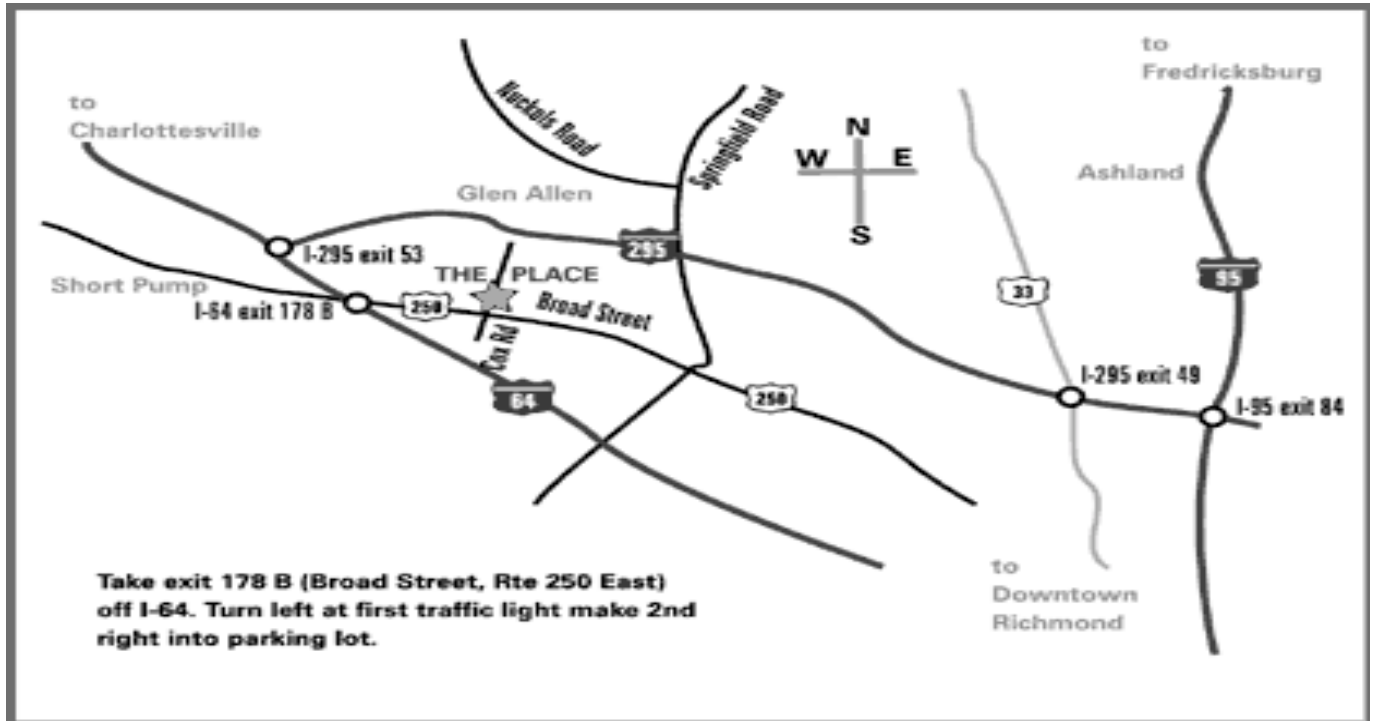 to
Fredricksburg
to
Charlottesville
Nuckols Road
Springfield Road
N
W E
S
Ashland
Glen Allen
295
I-295 exit 53
THE PLACE
95
Short Pump
33
I-64 exit 178 B
250
Broad Street
Cox Rd
I-295 exit 49
64
250
I-95 exit 84
to
Downtown
Richmond
Take exit 178 B (Broad Street, Rte 250 East)
off I-64. Turn left at first traffic light make 2nd
right into parking lot.